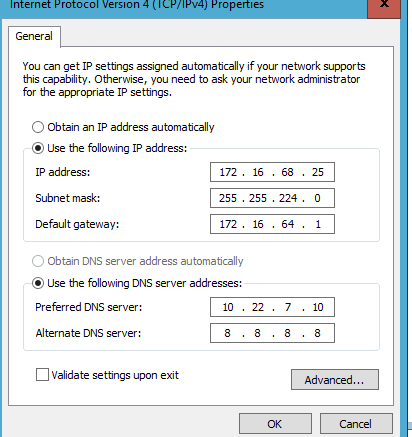 Internet Protocol Version 4 (TCP/IPv4) Properties
x
General
You can get IP settings assigned automatically if your network supports
this capability. Otherwise, you need to ask your network administrator
for the appropriate IP settings.
Obtain an IP address automatically
Use the following IP address:
IP address: 172 . 16 . 68 . 25
Subnet mask: 255 . 255 . 224 . 0
Default gateway: 172 . 16 . 64 . 1
Obtain DNS server address automatically
Use the following DNS server addresses:
Preferred DNS server: 10 . 22 . 7 . 10
Alternate DNS server: 8 . 8 . 8 . 8
Validate settings upon exit
Advanced...
OK Cancel